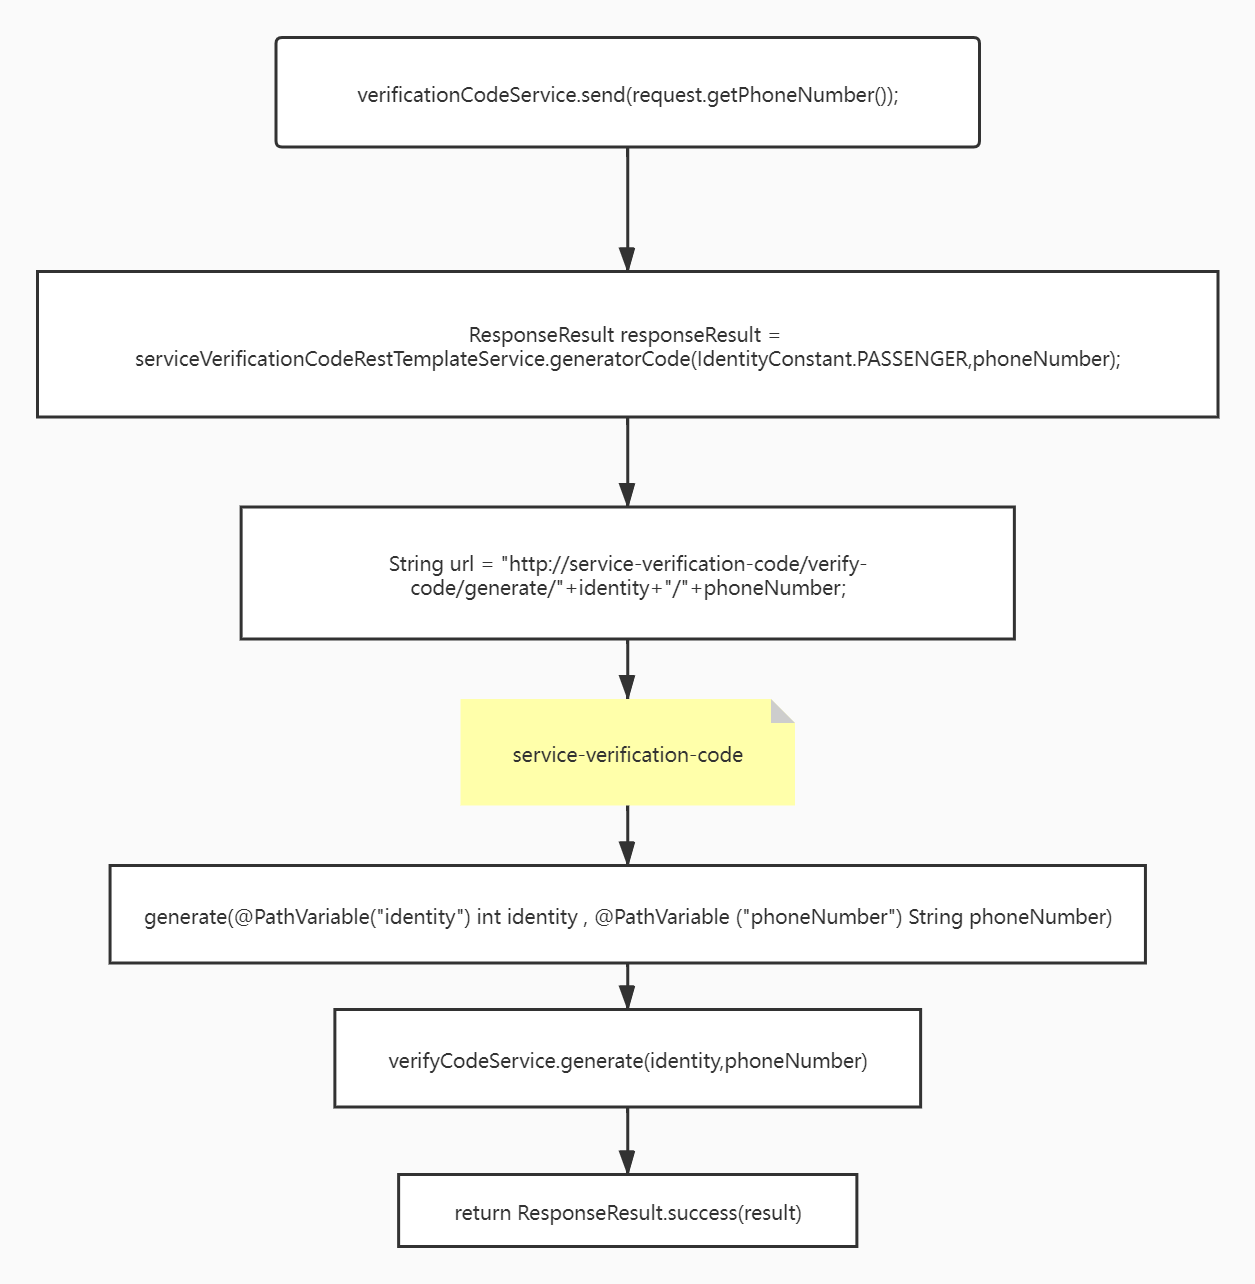 verificationCodeService.send(request.getPhoneNumber());
ResponseResult responseResult =
serviceVerificationCodeRestTemplateService.generatorCode(IdentityConstant.PASSENGER,phoneNumber);
String url = "http://service-verification-code/verify-
code/generate/"+identity+"/"+phoneNumber;
service-verification-code
generate(@PathVariable("identity") int identity , @PathVariable ("phoneNumber") String phoneNumber)
verifyCodeService.generate(identity,phoneNumber)
return ResponseResult.success(result)